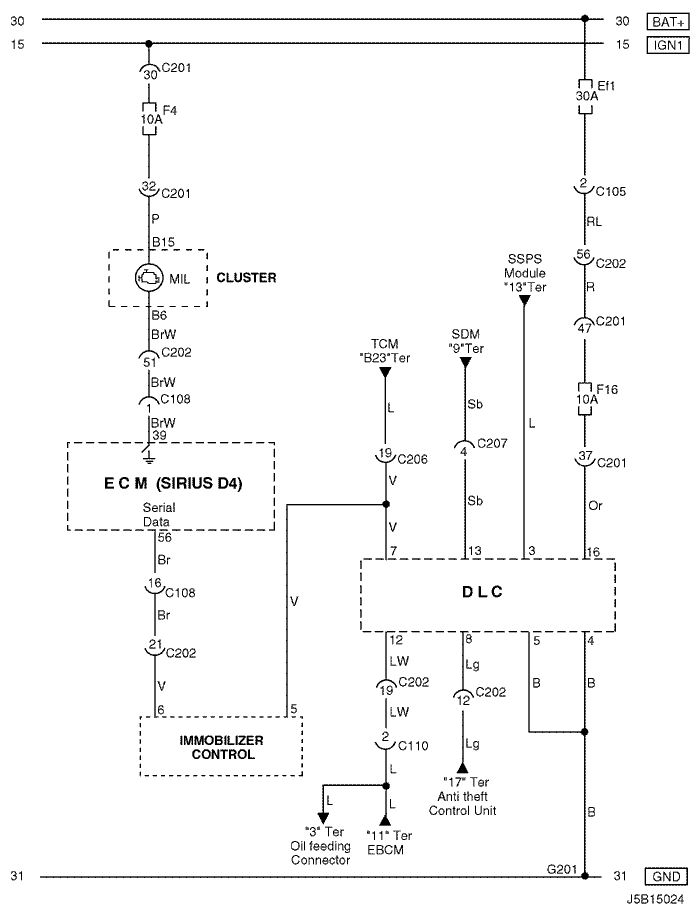 30
30
BAT+
15
15
IGN1
30
C201
F4
10A
Ef1
30A
32
C201
2
C105
P
RL
B15
MIL
CLUSTER
56
C202
SSPS
Module
"13"Ter
R
B6
BrW
47
C201
C202
51
TCM
"B23"Ter
SDM
"9"Ter
BrW
C108
1
F16
10A
L
Sb
L
BrW
39
19
C206
4
C207
37
C201
E C M (SIRIUS D4)
Serial
Data
V
Sb
Or
56
V
Br
7
13
3
16
16
C108
D L C
Br
V
21
C202
12
8
5
4
V
LW
Lg
B
B
6
5
19
C202
12
C202
LW
IMMOBILIZER
CONTROL
2
C110
Lg
L
"17" Ter
Anti theft
Control Unit
L
L
B
"3" Ter
Oil feeding
Connector
"11" Ter
EBCM
G201
31
31
GND
J5B15024